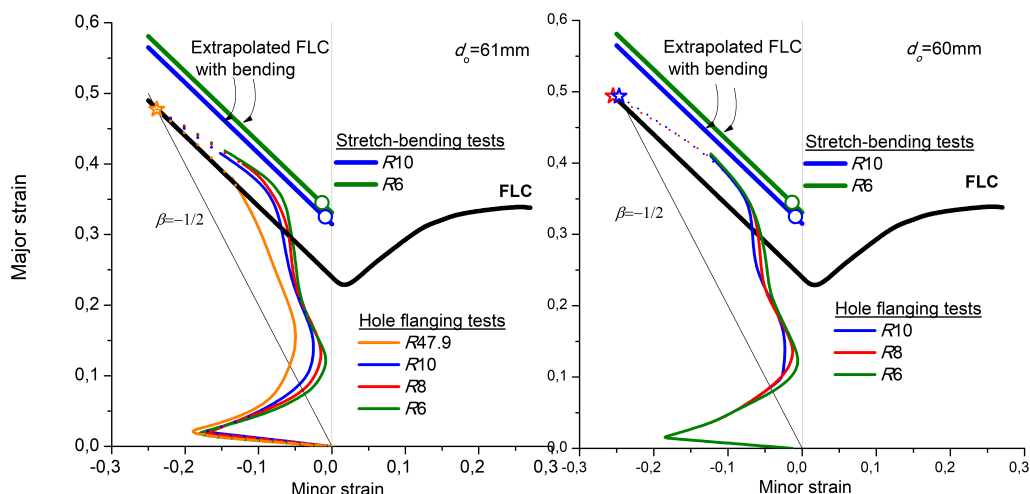 0,6
0,5
0,4
0,3
0,2
0,1
0,0
-0,3
-0,2
-0,1
0,0
0,1
0,2
0,3
Major strain
Minor strain
Extrapolated FLC
with bending
dₒ=61mm
Stretch-bending tests
R10
R6
FLC
β=−1/2
Hole flanging tests
R47.9
R10
R8
R6
0,6
0,5
0,4
0,3
0,2
0,1
0,0
-0,3
-0,2
-0,1
0,0
0,1
0,2
0,3
Minor strain
Extrapolated FLC
with bending
dₒ=60mm
Stretch-bending tests
R10
R6
FLC
β=−1/2
Hole flanging tests
R10
R8
R6